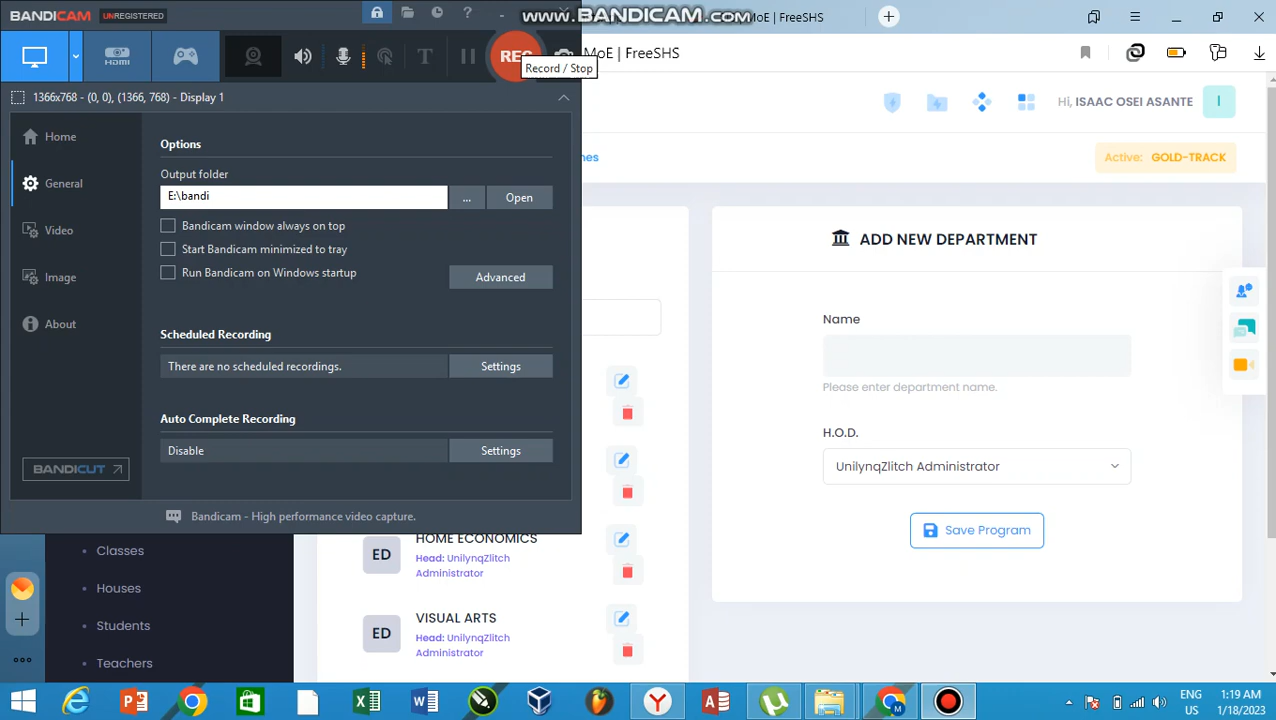 BANDICAM UNREGISTERED
www.BANDICAM.com
MoE | FreeSHS
REC
Record / Stop
MoE | FreeSHS
1366x768 - (0, 0), (1366, 768) - Display 1
Hi, ISAAC OSEI ASANTE
I
Home
General
Video
Image
About
BANDICUT
Options
Output folder
E:\bandi
...
Open
Bandicam window always on top
Start Bandicam minimized to tray
Run Bandicam on Windows startup
Advanced
Scheduled Recording
There are no scheduled recordings.
Settings
Auto Complete Recording
Disable
Settings
Bandicam - High performance video capture.
Active: GOLD-TRACK
ADD NEW DEPARTMENT
Name
Please enter department name.
H.O.D.
UnilynqZlitch Administrator
Save Program
Classes
Houses
Students
Teachers
ED
HOME ECONOMICS
Head: UnilynqZlitch
Administrator
ED
VISUAL ARTS
Head: UnilynqZlitch
Administrator
ENG
US
1:19 AM
1/18/2023